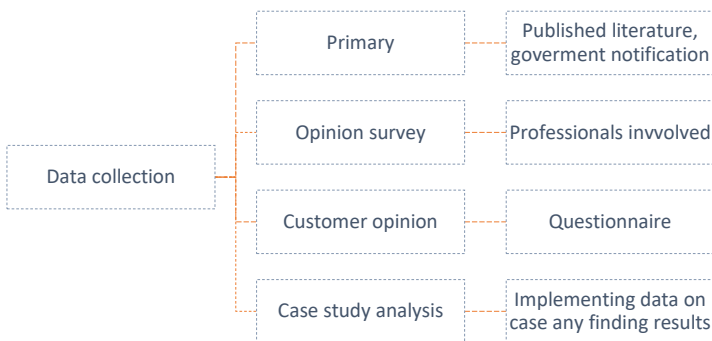 Data collection
Primary
Published literature,
goverment notification
Opinion survey
Professionals invvolved
Customer opinion
Questionnaire
Case study analysis
Implementing data on
case any finding results